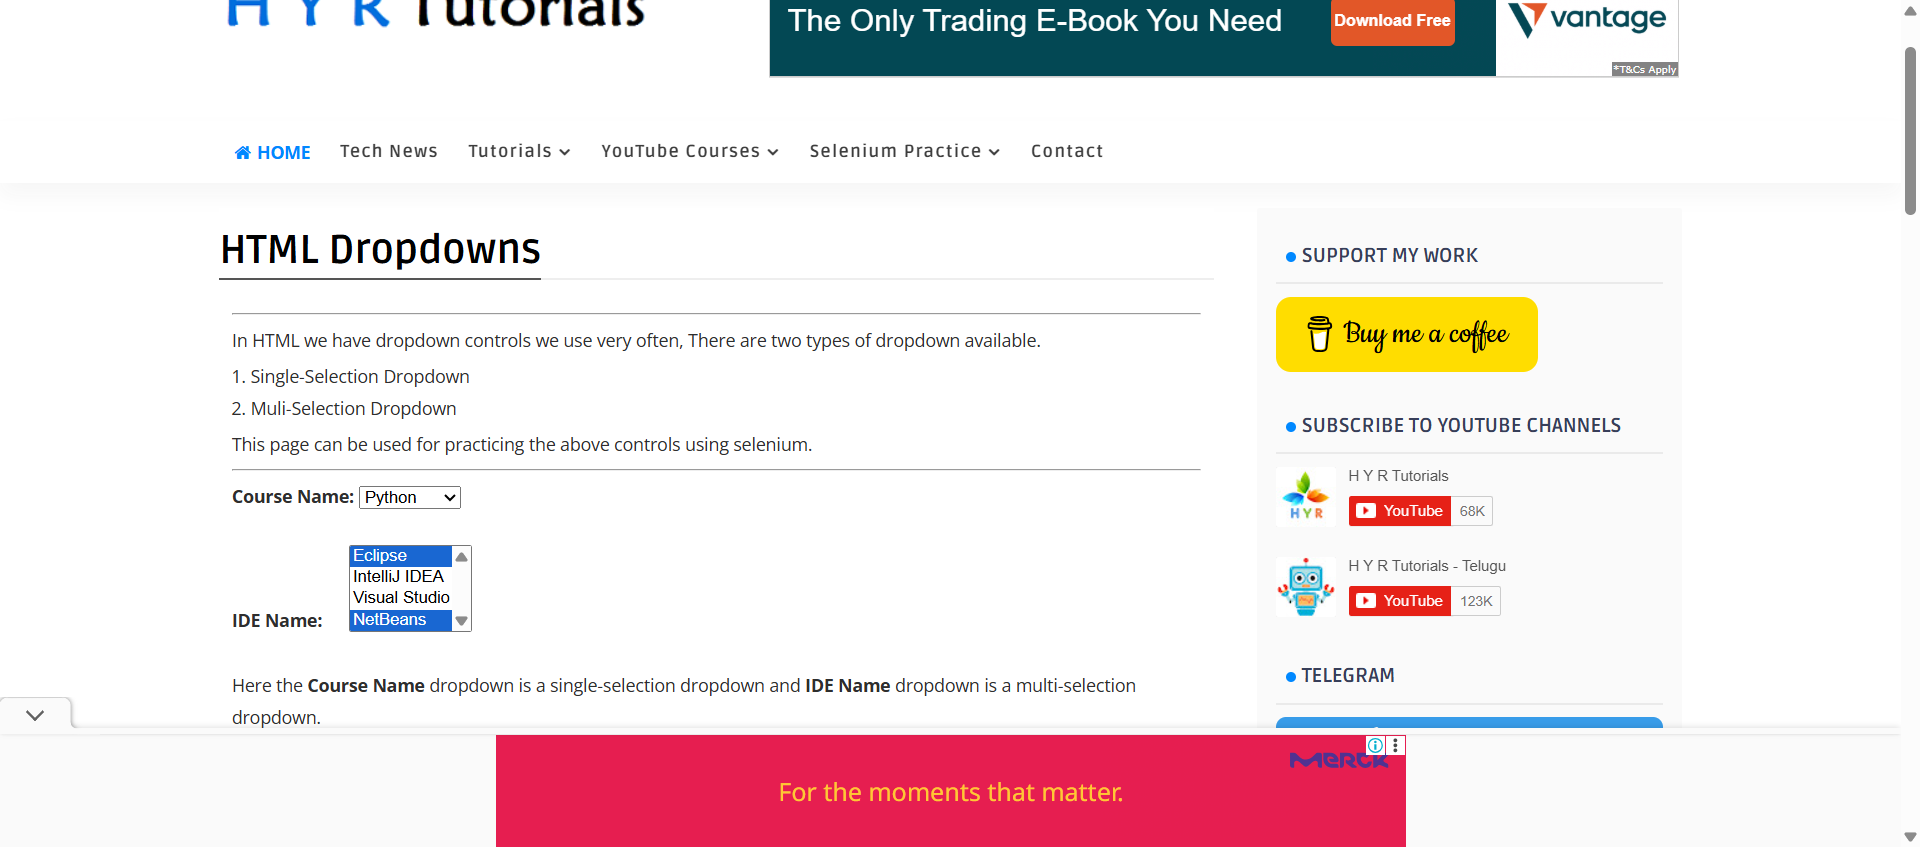 H Y R Tutorials
The Only Trading E-Book You Need
Download Free
vantage
*T&Cs Apply
HOME
Tech News
Tutorials
YouTube Courses
Selenium Practice
Contact
HTML Dropdowns
In HTML we have dropdown controls we use very often, There are two types of dropdown available.
1. Single-Selection Dropdown
2. Muli-Selection Dropdown
This page can be used for practicing the above controls using selenium.
Course Name: Python
Eclipse
IntelliJ IDEA
Visual Studio
NetBeans
IDE Name:
Here the Course Name dropdown is a single-selection dropdown and IDE Name dropdown is a multi-selection
dropdown.
SUPPORT MY WORK
Buy me a coffee
SUBSCRIBE TO YOUTUBE CHANNELS
H Y R Tutorials
HYR
YouTube 68K
H Y R Tutorials - Telugu
YouTube 123K
TELEGRAM
MERCK
For the moments that matter.